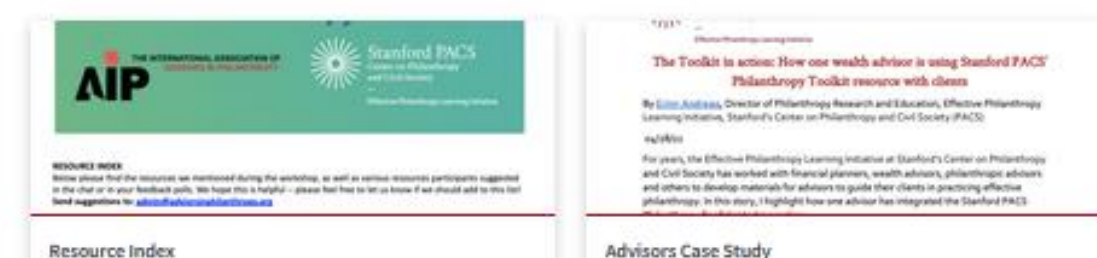 AiP
THE INTERNATIONAL ASSOCIATION OF
ADVISORS IN PHILANTHROPY
Stanford PACS
Center on Philanthropy
and Civil Society
Effective Philanthropy Learning Initiative
RESOURCE INDEX
Below please find the resources we mentioned during the workshop, as well as various resources participants suggested
in the chat or in your feedback polls. We hope this is helpful – please feel free to let us know if we should add to this list!
Send suggestions to: admin@advisorsinphilanthropy.org
Resource Index
Effective Philanthropy Learning Initiative
The Toolkit in action: How one wealth advisor is using Stanford PACS'
Philanthropy Toolkit resource with clients
By Erinn Andrews, Director of Philanthropy Research and Education, Effective Philanthropy
Learning Initiative, Stanford's Center on Philanthropy and Civil Society (PACS)
For years, the Effective Philanthropy Learning Initiative at Stanford's Center on Philanthropy
and Civil Society has worked with financial planners, wealth advisors, philanthropic advisors
and others to develop materials for advisors to guide their clients in practicing effective
philanthropy. In this story, I highlight how one advisor has integrated the Stanford PACS
Advisors Case Study